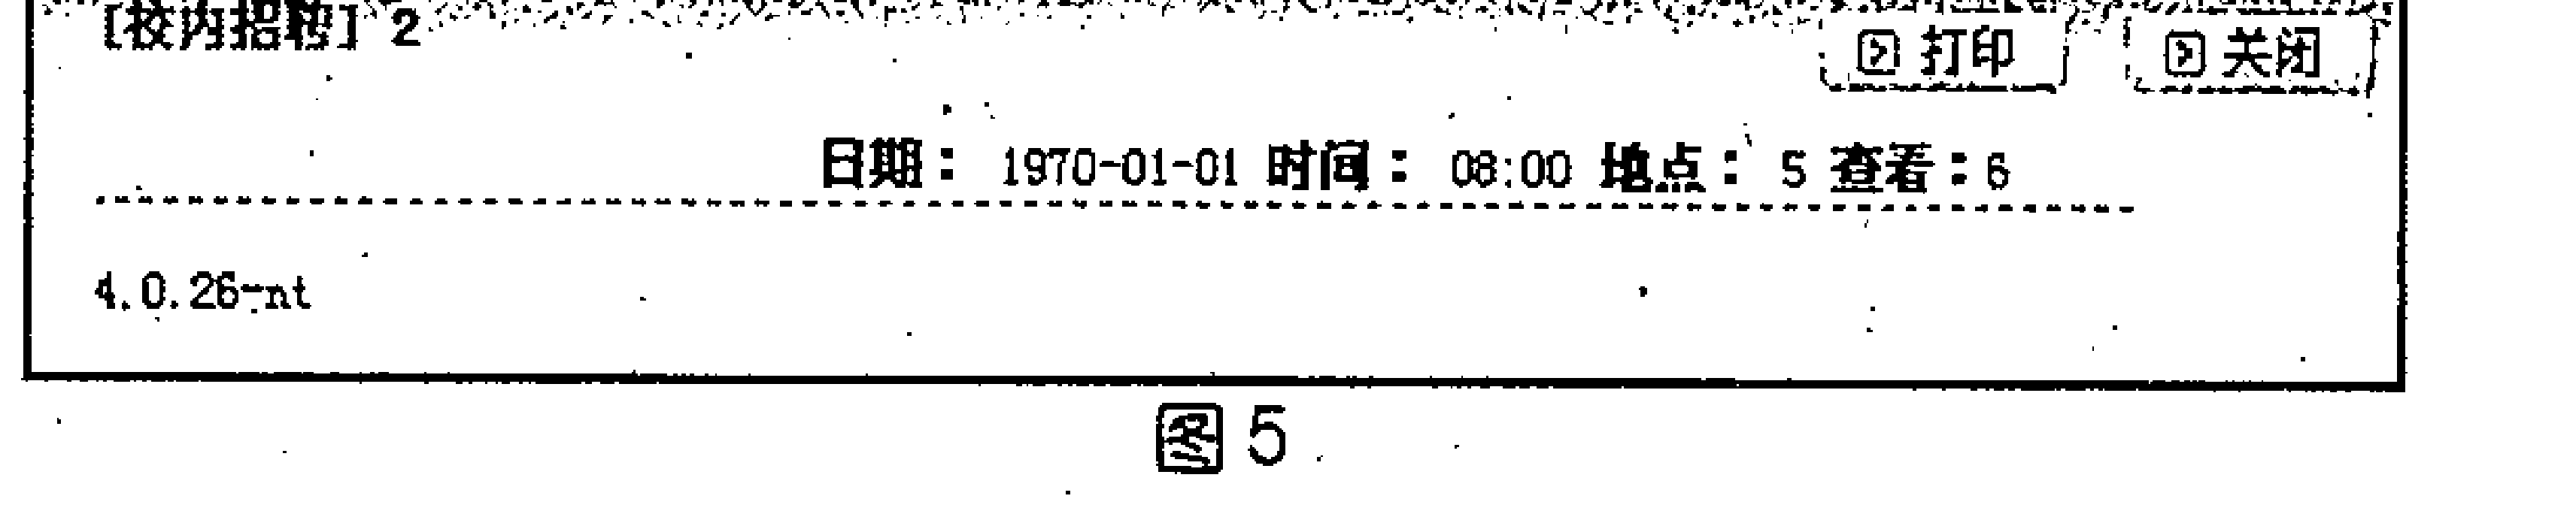 [校内招聘] 2
打印 关闭
日期： 1970-01-01 时间： 08:00 地点： 5 查看：6
4.0.26-nt
图5